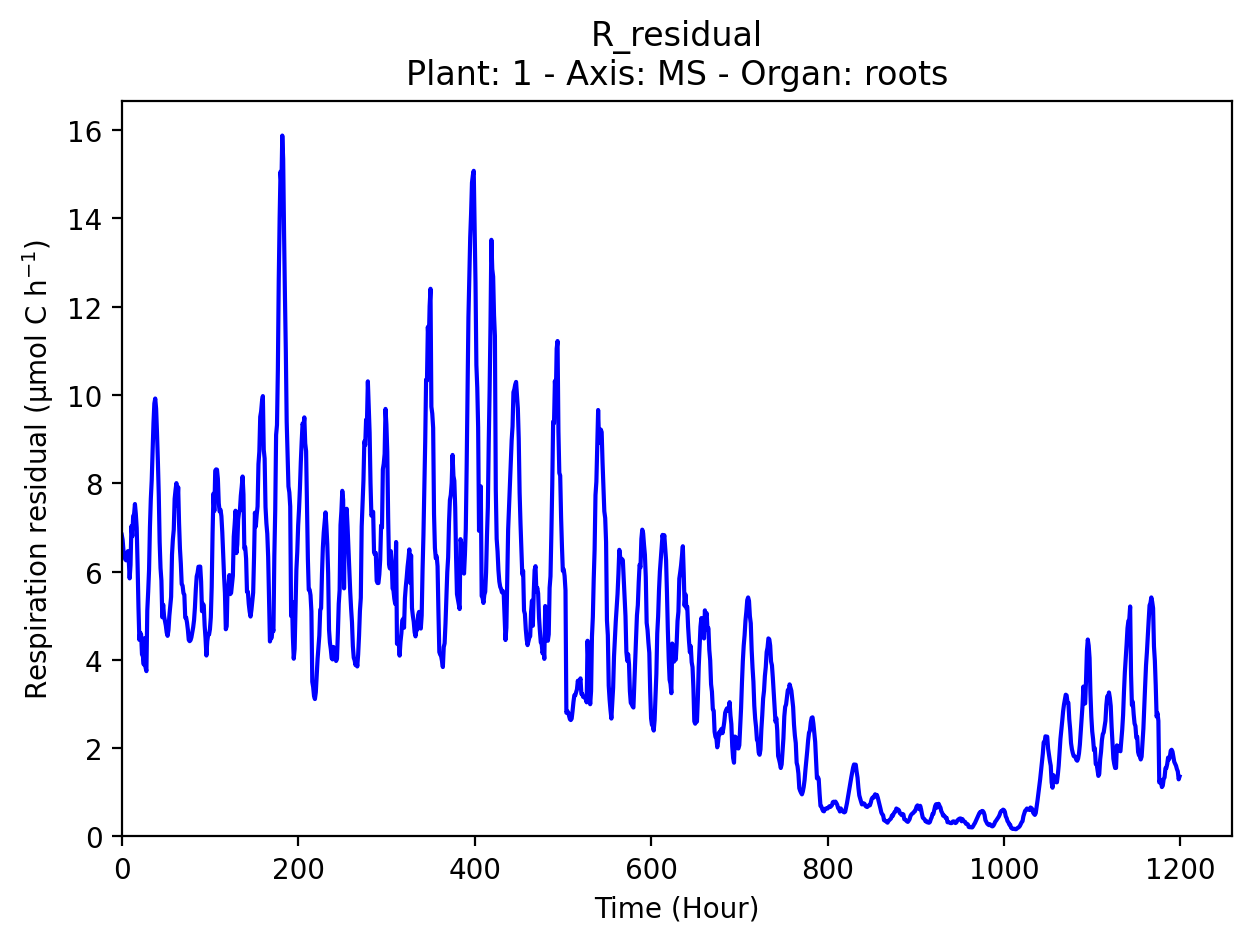 R_residual
Plant: 1 - Axis: MS - Organ: roots
Respiration residual (µmol C h⁻¹)
16
14
12
10
8
6
4
2
0
0 200 400 600 800 1000 1200
Time (Hour)